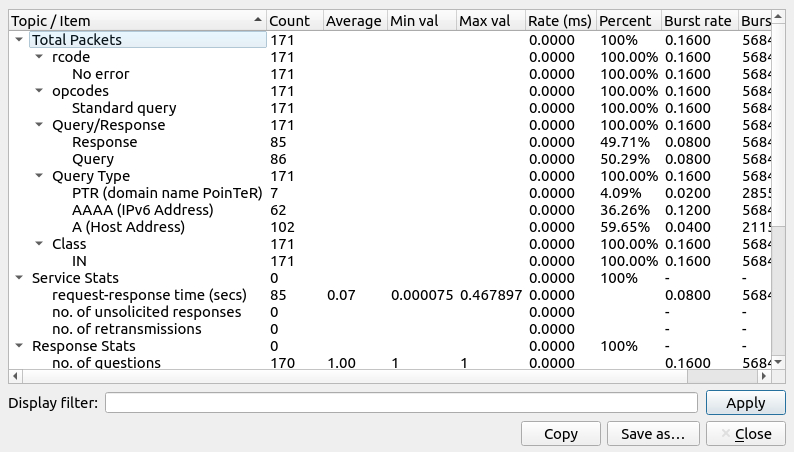 Topic / Item Count Average Min val Max val Rate (ms) Percent Burst rate Burs
Total Packets 171 0.0000 100% 0.1600 5684
rcode 171 0.0000 100.00% 0.1600 5684
No error 171 0.0000 100.00% 0.1600 5684
opcodes 171 0.0000 100.00% 0.1600 5684
Standard query 171 0.0000 100.00% 0.1600 5684
Query/Response 171 0.0000 100.00% 0.1600 5684
Response 85 0.0000 49.71% 0.0800 5684
Query 86 0.0000 50.29% 0.0800 5684
Query Type 171 0.0000 100.00% 0.1600 5684
PTR (domain name PoinTeR) 7 0.0000 4.09% 0.0200 2855
AAAA (IPv6 Address) 62 0.0000 36.26% 0.1200 5684
A (Host Address) 102 0.0000 59.65% 0.0400 2115
Class 171 0.0000 100.00% 0.1600 5684
IN 171 0.0000 100.00% 0.1600 5684
Service Stats 0 0.0000 100% - -
request-response time (secs) 85 0.07 0.000075 0.467897 0.0000 0.0800 5684
no. of unsolicited responses 0 0.0000 - -
no. of retransmissions 0 0.0000 - -
Response Stats 0 0.0000 100% - -
no. of questions 170 1.00 1 1 0.0000 0.1600 5684
Display filter: Apply
Copy Save as... Close